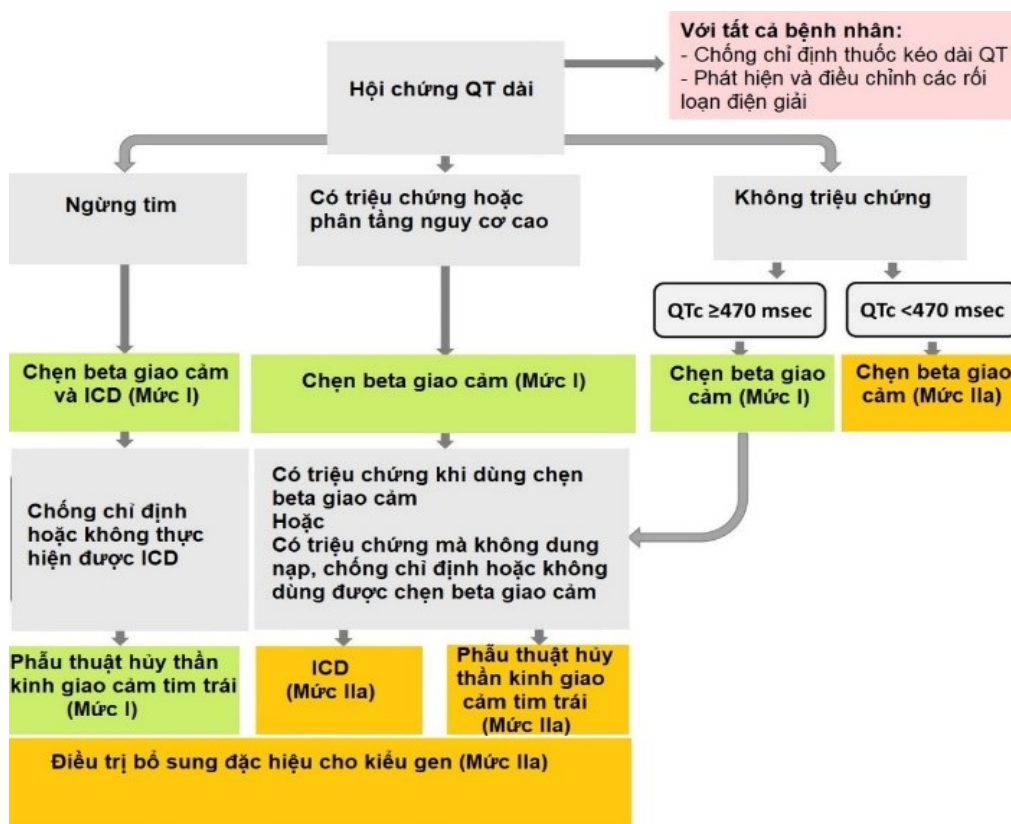 Với tất cả bệnh nhân:
- Chống chỉ định thuốc kéo dài QT
- Phát hiện và điều chỉnh các rối
loạn điện giải
Hội chứng QT dài
Ngừng tim
Có triệu chứng hoặc
phân tầng nguy cơ cao
Không triệu chứng
QTc ≥470 msec
QTc <470 msec
Chẹn beta giao cảm
và ICD (Mức I)
Chẹn beta giao cảm (Mức I)
Chẹn beta giao
cảm (Mức I)
Chẹn beta giao
cảm (Mức IIa)
Chống chỉ định
hoặc không thực
hiện được ICD
Có triệu chứng khi dùng chẹn
beta giao cảm
Hoặc
Có triệu chứng mà không dung
nạp, chống chỉ định hoặc không
dùng được chẹn beta giao cảm
Phẫu thuật hủy thần
kinh giao cảm tim trái
(Mức I)
ICD
(Mức IIa)
Phẫu thuật hủy
thần kinh giao
cảm tim trái
(Mức IIa)
Điều trị bổ sung đặc hiệu cho kiểu gen (Mức IIa)